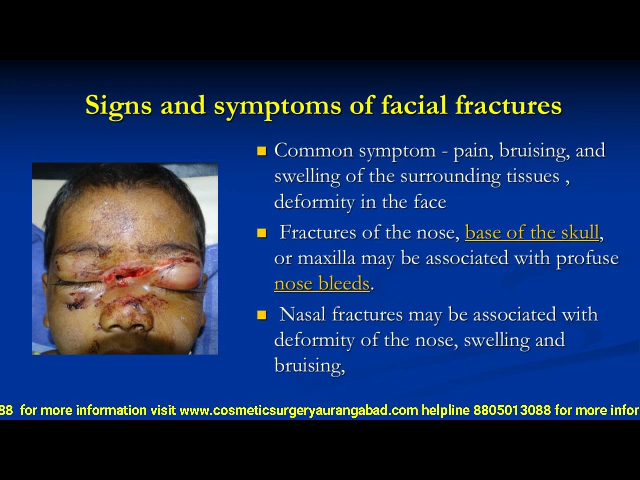 Signs and symptoms of facial fractures
Common symptom - pain, bruising, and
swelling of the surrounding tissues ,
deformity in the face
Fractures of the nose, base of the skull,
or maxilla may be associated with profuse
nose bleeds.
Nasal fractures may be associated with
deformity of the nose, swelling and
bruising,
88 for more information visit www.cosmeticsurgeryaurangabad.com helpline 8805013088 for more infor